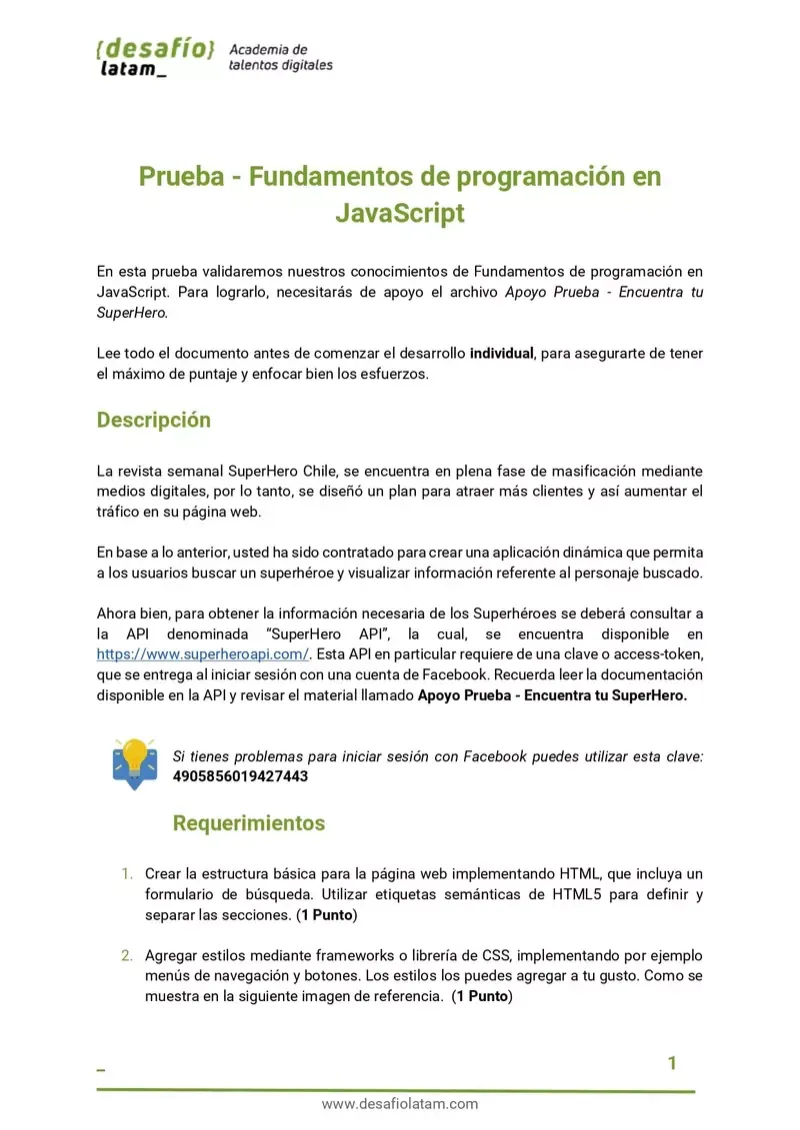 {desafío}
latam_
Academia de
talentos digitales
Prueba - Fundamentos de programación en
JavaScript
En esta prueba validaremos nuestros conocimientos de Fundamentos de programación en
JavaScript. Para lograrlo, necesitarás de apoyo el archivo Apoyo Prueba - Encuentra tu
SuperHero.
Lee todo el documento antes de comenzar el desarrollo individual, para asegurarte de tener
el máximo de puntaje y enfocar bien los esfuerzos.
Descripción
La revista semanal SuperHero Chile, se encuentra en plena fase de masificación mediante
medios digitales, por lo tanto, se diseñó un plan para atraer más clientes y así aumentar el
tráfico en su página web.
En base a lo anterior, usted ha sido contratado para crear una aplicación dinámica que permita
a los usuarios buscar un superhéroe y visualizar información referente al personaje buscado.
Ahora bien, para obtener la información necesaria de los Superhéroes se deberá consultar a
la API denominada “SuperHero API”, la cual, se encuentra disponible en
https://www.superheroapi.com/. Esta API en particular requiere de una clave o access-token,
que se entrega al iniciar sesión con una cuenta de Facebook. Recuerda leer la documentación
disponible en la API y revisar el material llamado Apoyo Prueba - Encuentra tu SuperHero.
Si tienes problemas para iniciar sesión con Facebook puedes utilizar esta clave:
4905856019427443
Requerimientos
1. Crear la estructura básica para la página web implementando HTML, que incluya un
formulario de búsqueda. Utilizar etiquetas semánticas de HTML5 para definir y
separar las secciones. (1 Punto)
2. Agregar estilos mediante frameworks o librería de CSS, implementando por ejemplo
menús de navegación y botones. Los estilos los puedes agregar a tu gusto. Como se
muestra en la siguiente imagen de referencia. (1 Punto)
_ 1
www.desafiolatam.com